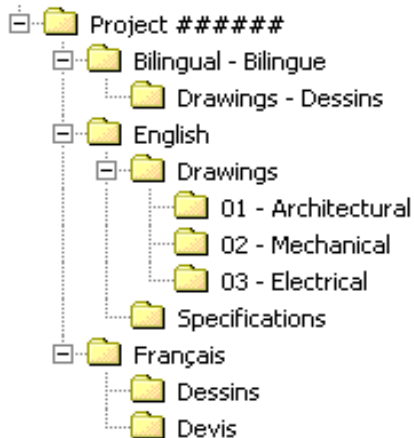 Project ######
Bilingual - Bilingue
Drawings - Dessins
English
Drawings
01 - Architectural
02 - Mechanical
03 - Electrical
Specifications
Français
Dessins
Devis